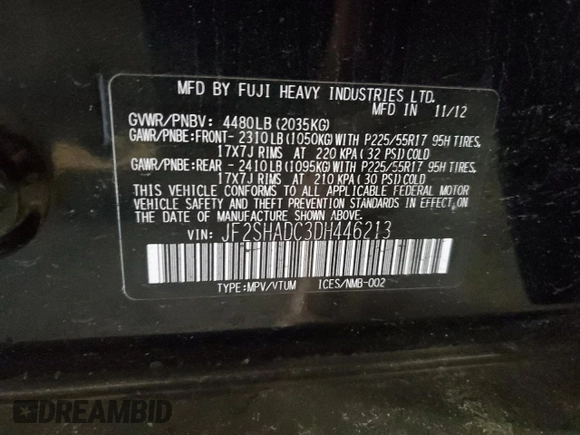 MFD BY FUJI HEAVY INDUSTRIES LTD.
MFD IN 11/12
GVWR/PNBV: 4480LB (2035KG)
GAWR/PNBE:FRONT- 2310LB (1050KG) WITH P225/55R17 95H TIRES,
17X7J RIMS AT 220 KPA (32 PSI) COLD
GAWR/PNBE:REAR - 2410LB (1095KG) WITH P225/55R17 95H TIRES,
17X7J RIMS AT 210 KPA (30 PSI) COLD
THIS VEHICLE CONFORMS TO ALL APPLICABLE FEDERAL MOTOR
VEHICLE SAFETY AND THEFT PREVENTION STANDARDS IN EFFECT ON
THE DATE OF MANUFACTURE SHOWN ABOVE.
VIN: JF2SHADC3DH446213
TYPE:MPV/VTUM ICES/NMB-002
DREAMBID